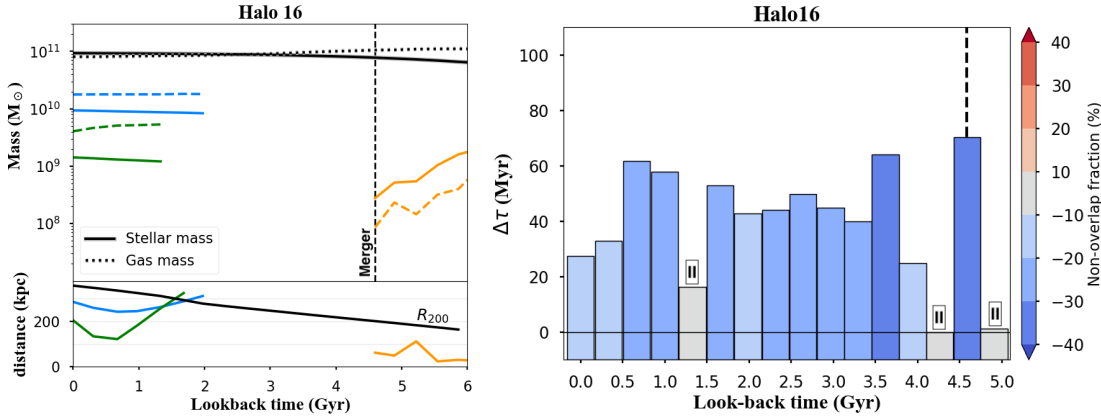 Halo 16
Mass (M⊙)
10¹¹
10¹⁰
10⁹
10⁸
Stellar mass
Gas mass
Merger
distance (kpc)
200
0
R₂₀₀
0 1 2 3 4 5 6
Lookback time (Gyr)
Halo16
Δτ (Myr)
100
80
60
40
20
0
II
II
II
0.0 0.5 1.0 1.5 2.0 2.5 3.0 3.5 4.0 4.5 5.0
Look-back time (Gyr)
40
30
20
10
−10
−20
−30
−40
Non-overlap fraction (%)